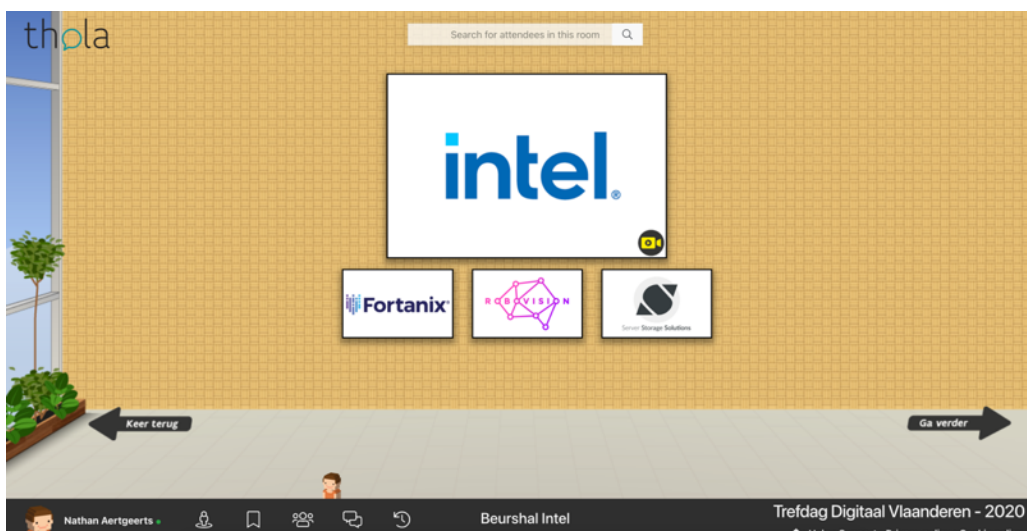 thola
Search for attendees in this room
intel.
Fortanix
ROBOVISION
Server Storage Solutions
Keer terug
Ga verder
Nathan Aertgeerts
Beurshal Intel
Trefdag Digitaal Vlaanderen - 2020